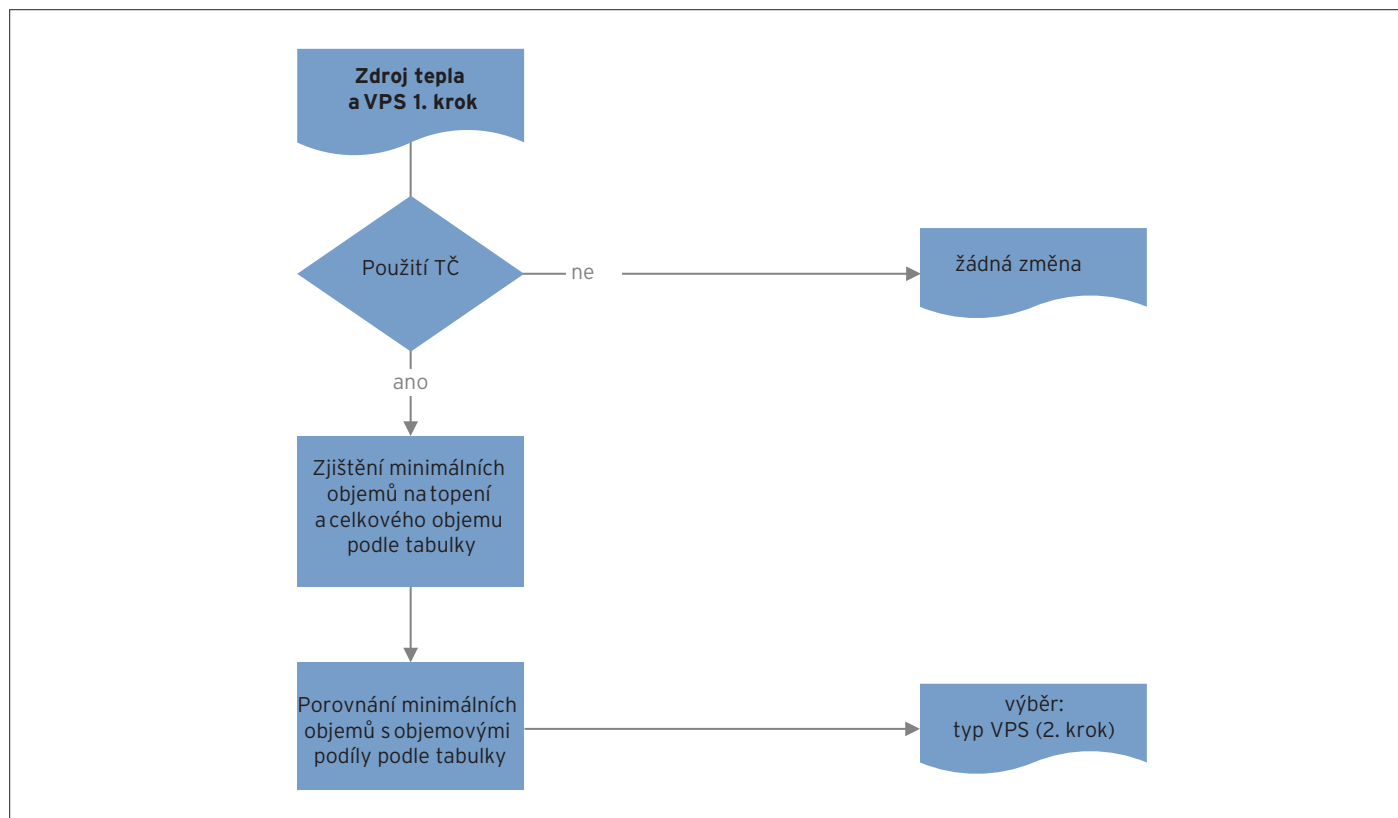 Zdroj tepla
a VPS 1. krok
Použití TČ
ne
žádná změna
ano
Zjištění minimálních
objemů na topení
a celkového objemu
podle tabulky
Porovnání minimálních
objemů s objemovými
podíly podle tabulky
výběr:
typ VPS (2. krok)